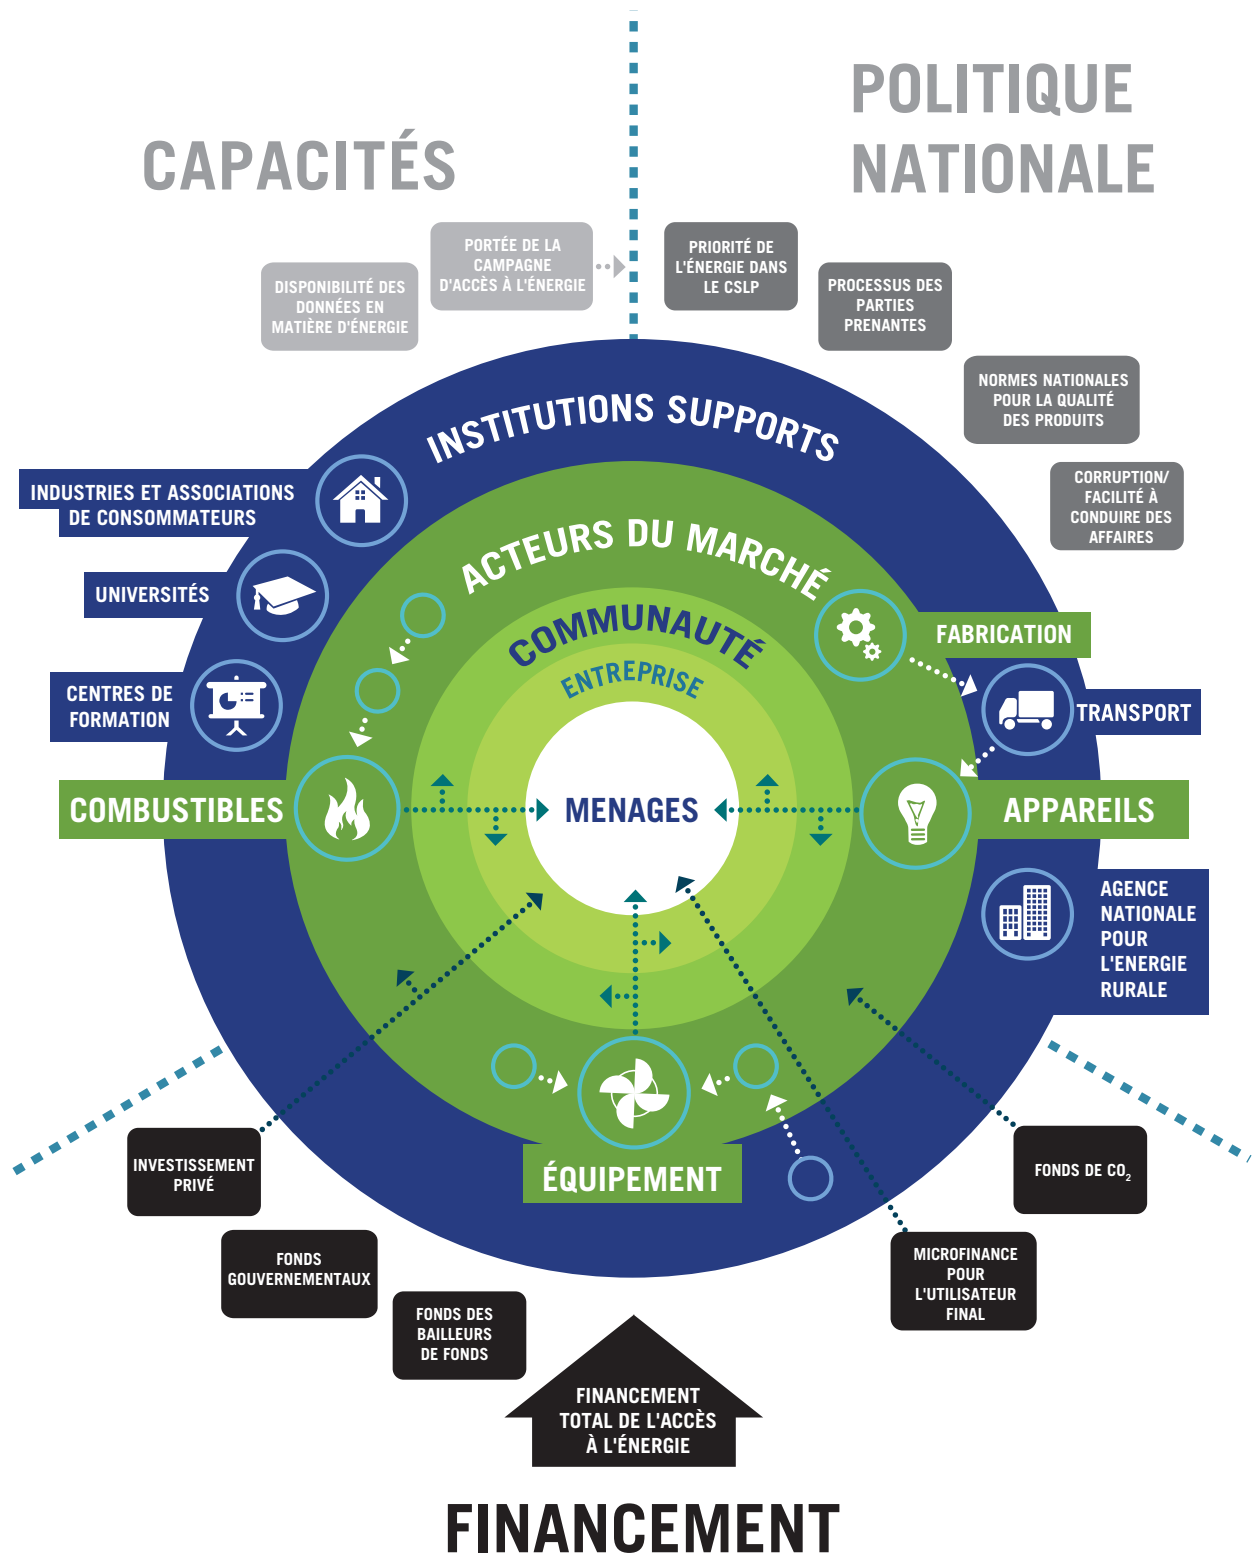 CAPACITÉS
POLITIQUE
NATIONALE
DISPONIBILITÉ DES
DONNÉES EN
MATIÈRE D'ÉNERGIE
PORTÉE DE LA
CAMPAGNE
D'ACCÈS À L'ÉNERGIE
PRIORITÉ DE
L'ÉNERGIE DANS
LE CSLP
PROCESSUS DES
PARTIES
PRENANTES
NORMES NATIONALES
POUR LA QUALITÉ
DES PRODUITS
CORRUPTION/
FACILITÉ À
CONDUIRE DES
AFFAIRES
INSTITUTIONS SUPPORTS
ACTEURS DU MARCHÉ
COMMUNAUTÉ
ENTREPRISE
MENAGES
INDUSTRIES ET ASSOCIATIONS
DE CONSOMMATEURS
UNIVERSITÉS
CENTRES DE
FORMATION
COMBUSTIBLES
FABRICATION
TRANSPORT
APPAREILS
AGENCE
NATIONALE
POUR
L'ENERGIE
RURALE
ÉQUIPEMENT
INVESTISSEMENT
PRIVÉ
FONDS
GOUVERNEMENTAUX
FONDS DES
BAILLEURS
DE FONDS
FINANCEMENT
TOTAL DE L'ACCÈS
À L'ÉNERGIE
MICROFINANCE
POUR
L'UTILISATEUR
FINAL
FONDS DE CO₂
FINANCEMENT